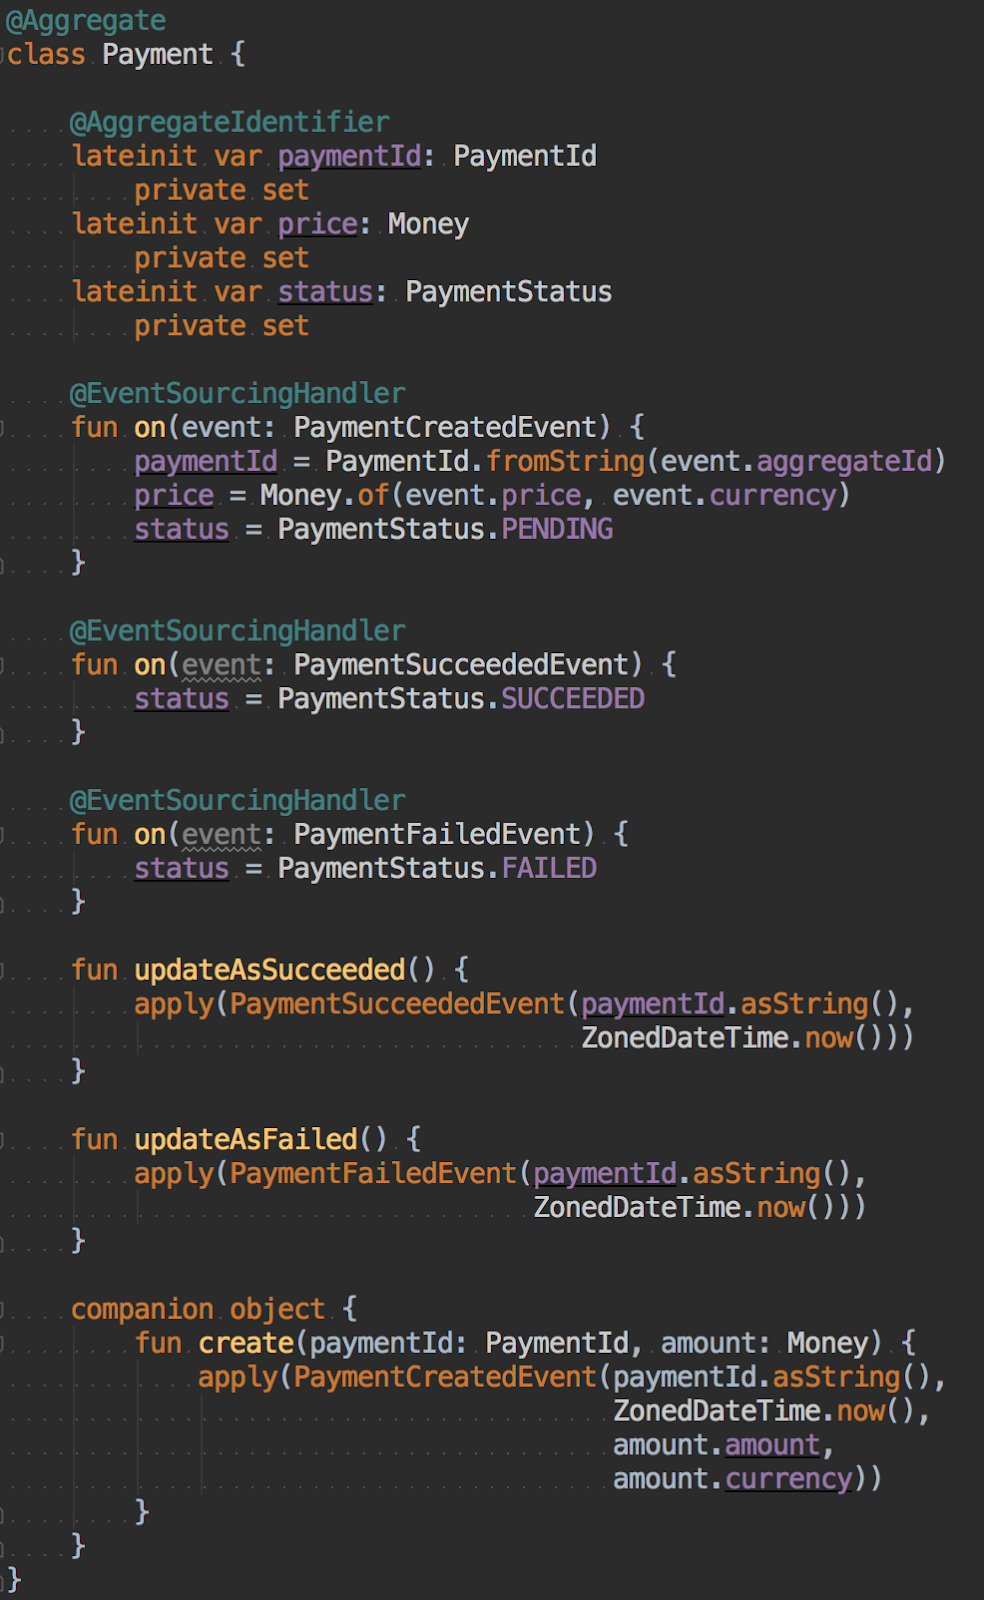 @Aggregate
class Payment {
@AggregateIdentifier
lateinit var paymentId: PaymentId
private set
lateinit var price: Money
private set
lateinit var status: PaymentStatus
private set
@EventSourcingHandler
fun on(event: PaymentCreatedEvent) {
paymentId = PaymentId.fromString(event.aggregateId)
price = Money.of(event.price, event.currency)
status = PaymentStatus.PENDING
}
@EventSourcingHandler
fun on(event: PaymentSucceededEvent) {
status = PaymentStatus.SUCCEEDED
}
@EventSourcingHandler
fun on(event: PaymentFailedEvent) {
status = PaymentStatus.FAILED
}
fun updateAsSucceeded() {
apply(PaymentSucceededEvent(paymentId.asString(),
ZonedDateTime.now()))
}
fun updateAsFailed() {
apply(PaymentFailedEvent(paymentId.asString(),
ZonedDateTime.now()))
}
companion object {
fun create(paymentId: PaymentId, amount: Money) {
apply(PaymentCreatedEvent(paymentId.asString(),
ZonedDateTime.now(),
amount.amount,
amount.currency))
}
}
}